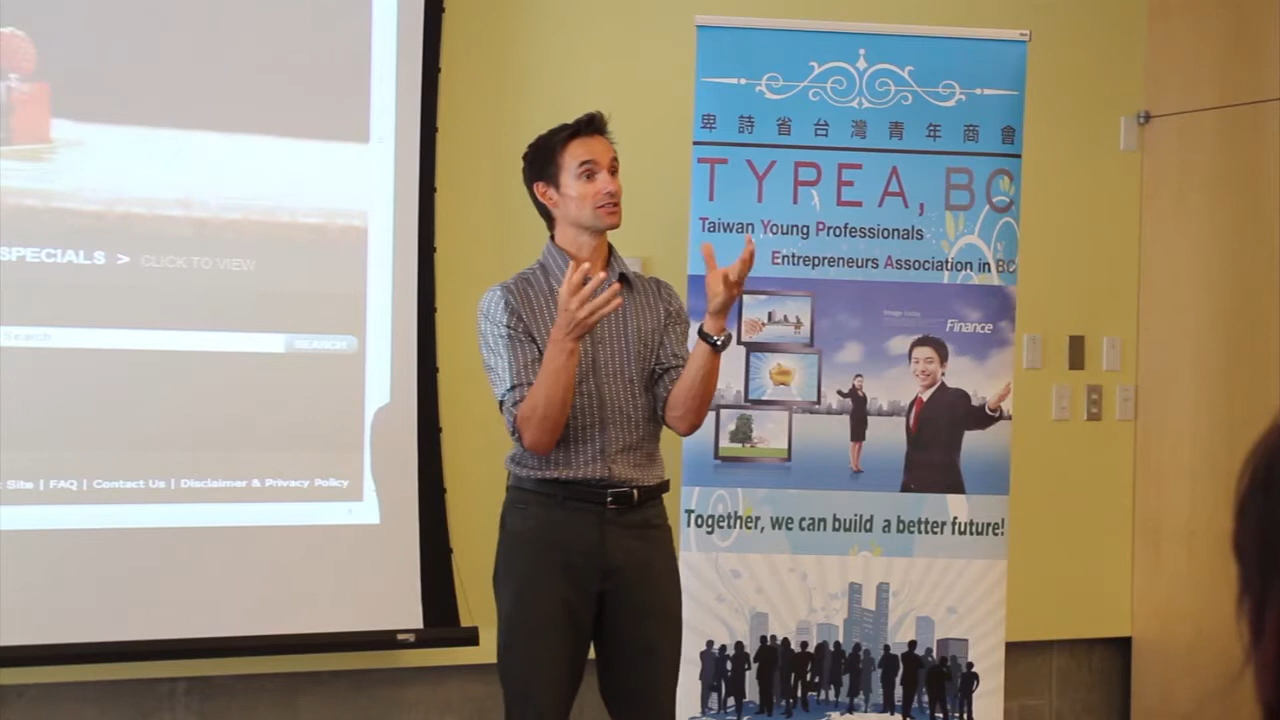 SPECIALS > CLICK TO VIEW
Search SEARCH
Site | FAQ | Contact Us | Disclaimer & Privacy Policy
卑詩省台灣青年商會
TYPEA, BC
Taiwan Young Professionals
Entrepreneurs Association in BC
Finance
Together, we can build a better future!